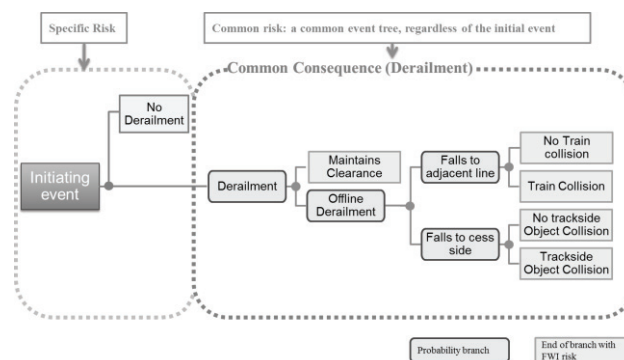 Specific Risk
Common risk: a common event tree, regardless of the initial event
Common Consequence (Derailment)
No
Derailment
Initiating
event
Derailment
Maintains
Clearance
Offline
Derailment
Falls to
adjacent line
No Train
collision
Train Collision
Falls to cess
side
No trackside
Object Collision
Trackside
Object Collision
Probability branch
End of branch with
FWI risk